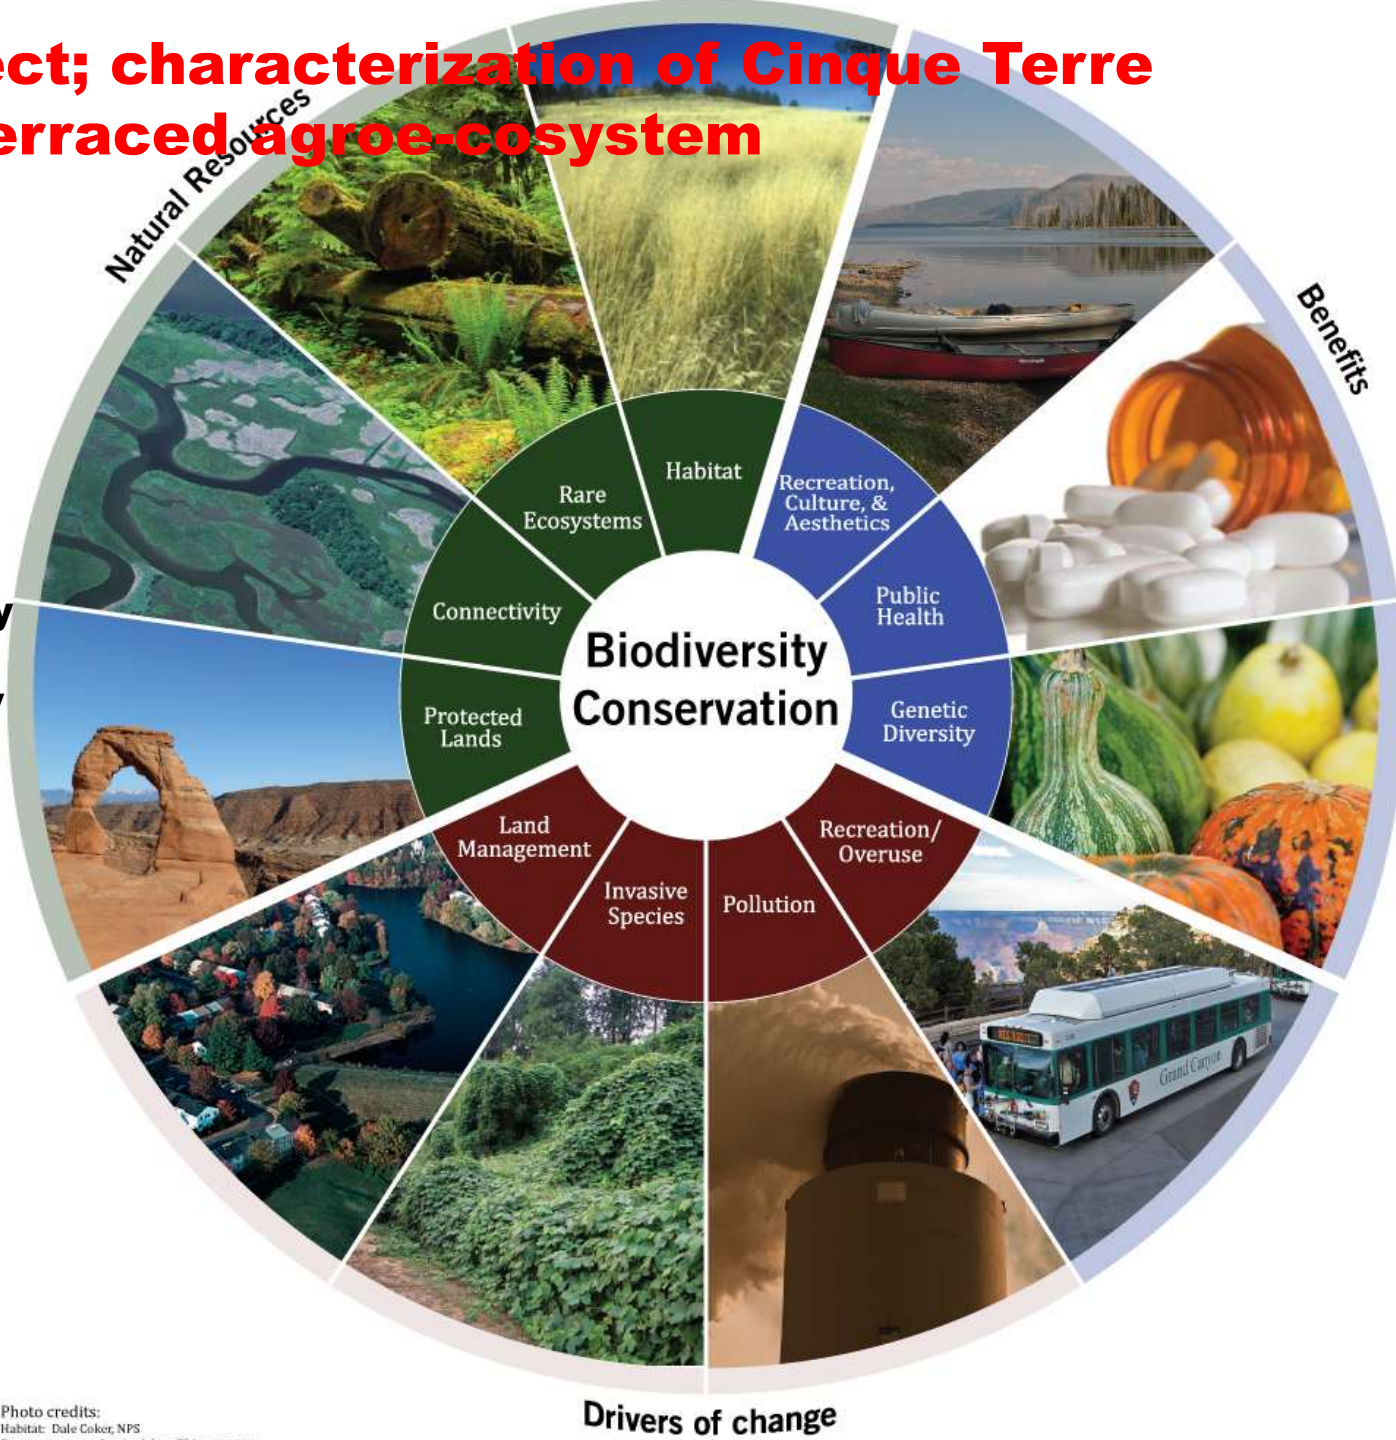 ect; characterization of Cinque Terre
erraced agroe-cosystem
Natural Resources
Benefits
Habitat
Rare
Ecosystems
Recreation,
Culture, &
Aesthetics
Connectivity
Public
Health
y
Biodiversity
Conservation
Protected
Lands
Genetic
Diversity
Land
Management
Recreation/
Overuse
Invasive
Species
Pollution
Grand Canyon
Drivers of change
Photo credits:
Habitat: Dale Coker, NPS